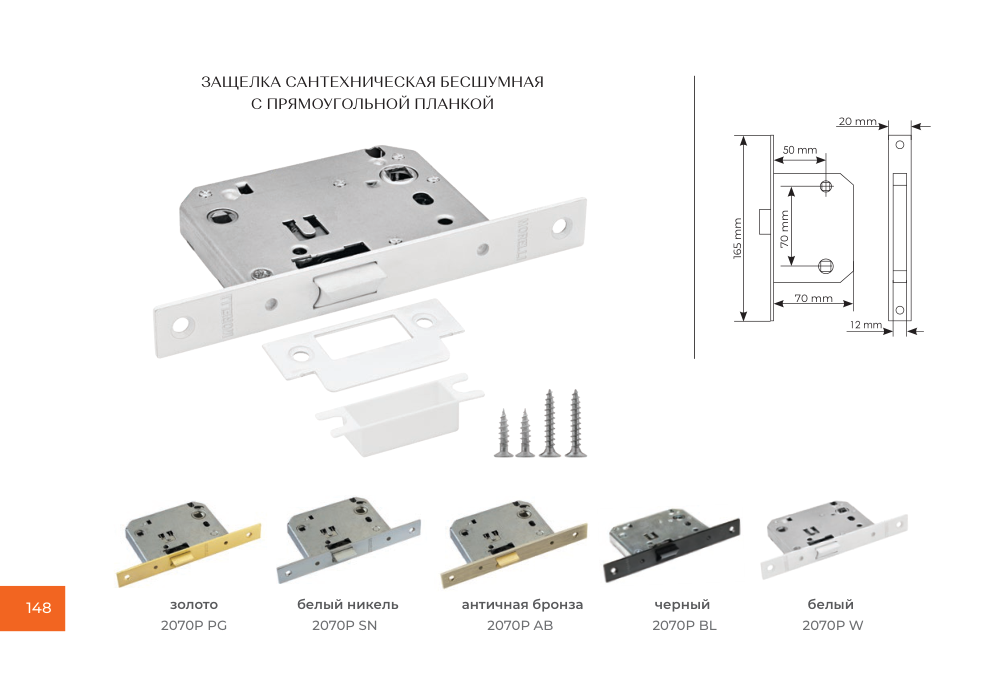 ЗАЩЕЛКА САНТЕХНИЧЕСКАЯ БЕСШУМНАЯ
С ПРЯМОУГОЛЬНОЙ ПЛАНКОЙ
20 mm
50 mm
165 mm
70 mm
70 mm
12 mm
золото
2070P PG
белый никель
2070P SN
античная бронза
2070P AB
черный
2070P BL
белый
2070P W
148